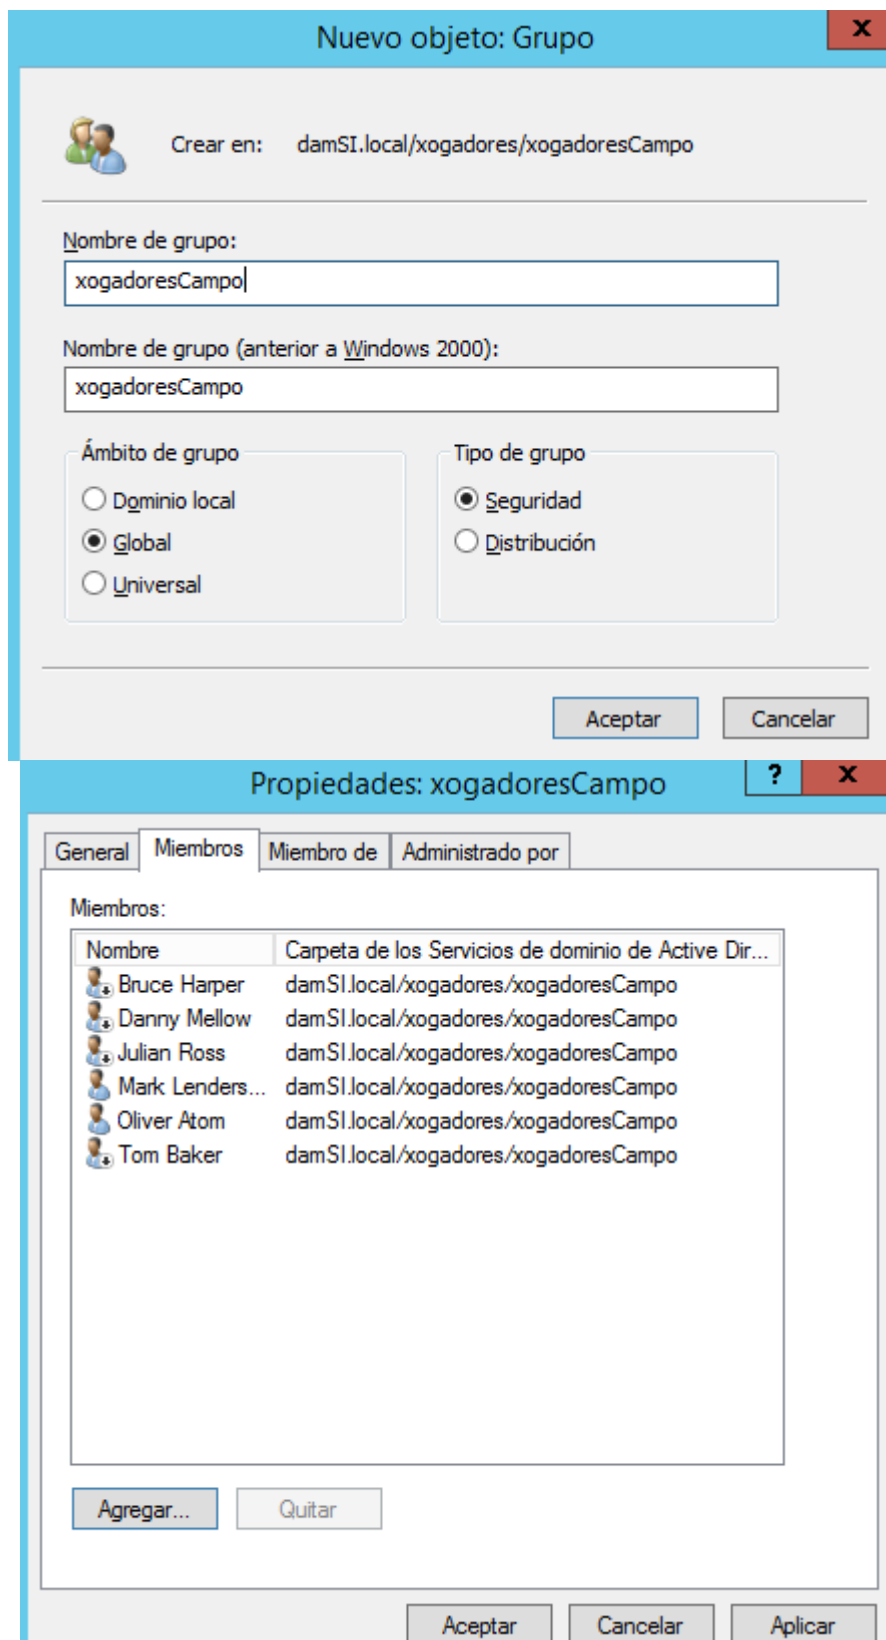 Nuevo objeto: Grupo
x
Crear en: damSI.local/xogadores/xogadoresCampo
Nombre de grupo:
xogadoresCampo
Nombre de grupo (anterior a Windows 2000):
xogadoresCampo
Ámbito de grupo Tipo de grupo
Dominio local Seguridad
Global Distribución
Universal
Aceptar Cancelar
Propiedades: xogadoresCampo ? x
General Miembros Miembro de Administrado por
Miembros:
Nombre Carpeta de los Servicios de dominio de Active Dir...
Bruce Harper damSI.local/xogadores/xogadoresCampo
Danny Mellow damSI.local/xogadores/xogadoresCampo
Julian Ross damSI.local/xogadores/xogadoresCampo
Mark Lenders... damSI.local/xogadores/xogadoresCampo
Oliver Atom damSI.local/xogadores/xogadoresCampo
Tom Baker damSI.local/xogadores/xogadoresCampo
Agregar... Quitar
Aceptar Cancelar Aplicar